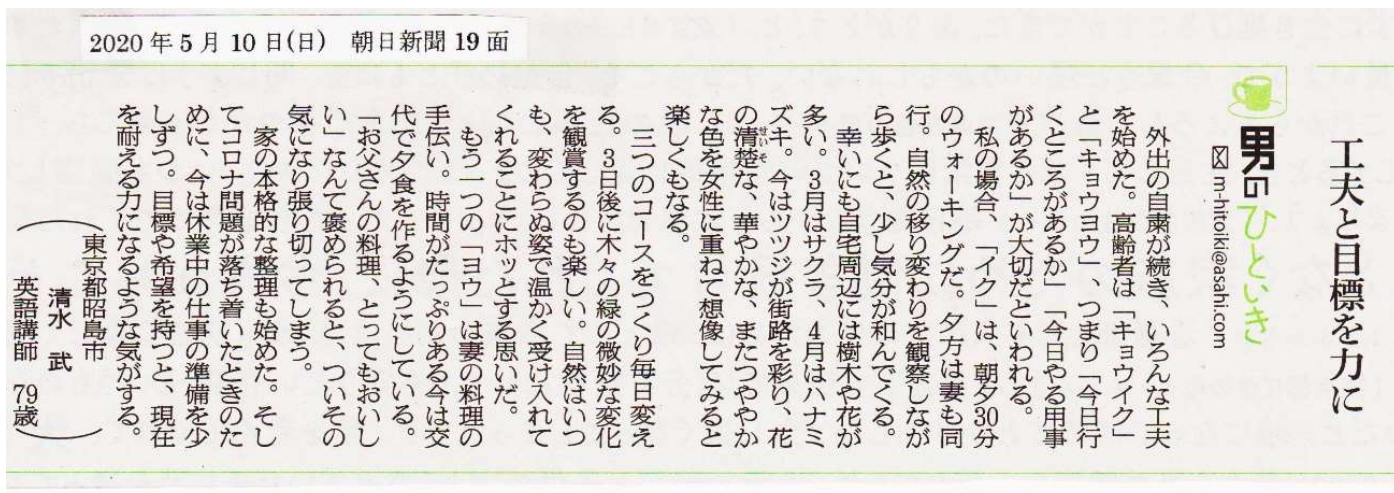 2020年5月10日(日) 朝日新聞19面
工夫と目標を力に
男のひといき
m-hitoiki@asahi.com
外出の自粛が続き、いろんな工夫
を始めた。高齢者は「キョウイク」
と「キョウヨウ」、つまり「今日行
くところがあるか」「今日やる用事
があるか」が大切だといわれる。
私の場合、「イク」は、朝夕30分
のウォーキングだ。夕方は妻も同
行。自然の移り変わりを観察しなが
ら歩くと、少し気分が和んでくる。
幸いにも自宅周辺には樹木や花が
多い。3月はサクラ、4月はハナミ
ズキ。今はツツジが街路を彩り、花
の清楚な、華やかな、またつややか
な色を女性に重ねて想像してみると
楽しくもなる。
三つのコースをつくり毎日変え
る。3日後に木々の緑の微妙な変化
を観賞するのも楽しい。自然はいつ
も、変わらぬ姿で温かく受け入れて
くれることにホッとする思いだ。
もう一つの「ヨウ」は妻の料理の
手伝い。時間がたっぷりある今は交
代で夕食を作るようにしている。
「お父さんの料理、とってもおいし
い」なんて褒められると、ついその
気になり張り切ってしまう。
家の本格的な整理も始めた。そし
てコロナ問題が落ち着いたときのた
めに、今は休業中の仕事の準備を少
しずつ。目標や希望を持つと、現在
を耐える力になるような気がする。
(東京都昭島市
清水 武
英語講師 79歳)